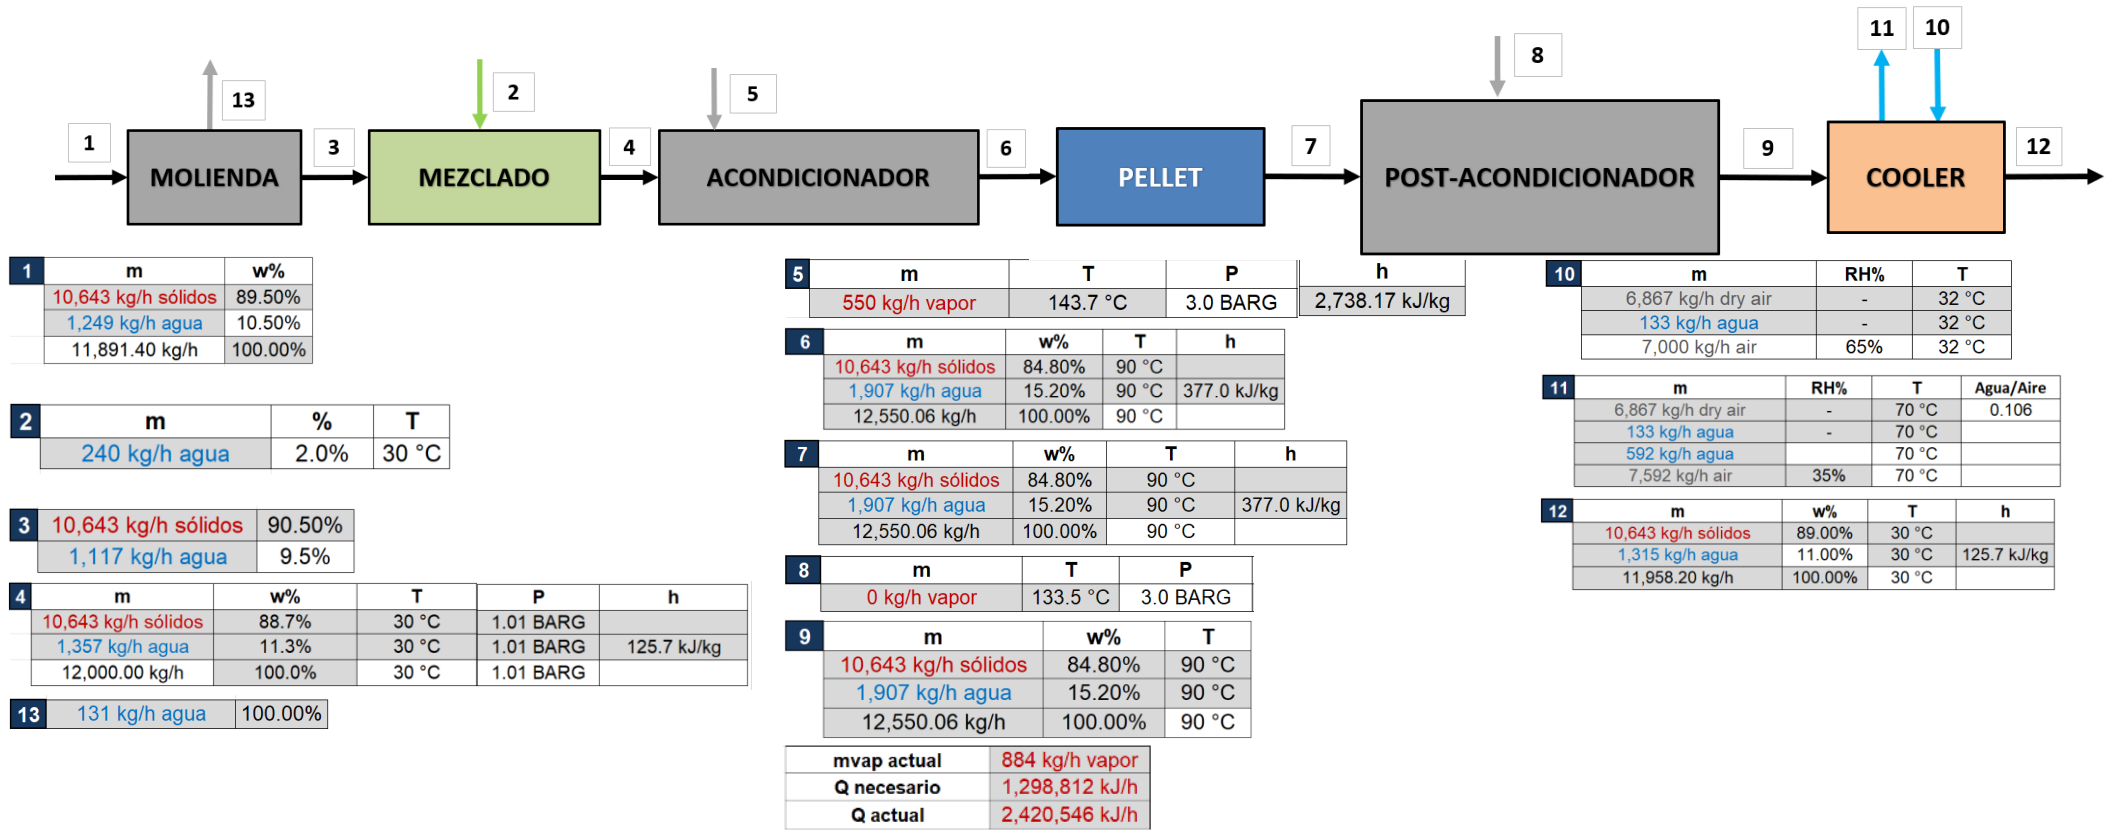 11
10
8
13
2
5
1
3
4
6
7
9
12
MOLIENDA
MEZCLADO
ACONDICIONADOR
PELLET
POST-ACONDICIONADOR
COOLER
1 m w%
10,643 kg/h sólidos 89.50%
1,249 kg/h agua 10.50%
11,891.40 kg/h 100.00%
2 m % T
240 kg/h agua 2.0% 30 °C
3 10,643 kg/h sólidos 90.50%
1,117 kg/h agua 9.5%
4 m w% T P h
10,643 kg/h sólidos 88.7% 30 °C 1.01 BARG
1,357 kg/h agua 11.3% 30 °C 1.01 BARG 125.7 kJ/kg
12,000.00 kg/h 100.0% 30 °C 1.01 BARG
13 131 kg/h agua 100.00%
5 m T P h
550 kg/h vapor 143.7 °C 3.0 BARG 2,738.17 kJ/kg
6 m w% T h
10,643 kg/h sólidos 84.80% 90 °C
1,907 kg/h agua 15.20% 90 °C 377.0 kJ/kg
12,550.06 kg/h 100.00% 90 °C
7 m w% T h
10,643 kg/h sólidos 84.80% 90 °C
1,907 kg/h agua 15.20% 90 °C 377.0 kJ/kg
12,550.06 kg/h 100.00% 90 °C
8 m T P
0 kg/h vapor 133.5 °C 3.0 BARG
9 m w% T
10,643 kg/h sólidos 84.80% 90 °C
1,907 kg/h agua 15.20% 90 °C
12,550.06 kg/h 100.00% 90 °C
mvap actual 884 kg/h vapor
Q necesario 1,298,812 kJ/h
Q actual 2,420,546 kJ/h
10 m RH% T
6,867 kg/h dry air - 32 °C
133 kg/h agua - 32 °C
7,000 kg/h air 65% 32 °C
11 m RH% T Agua/Aire
6,867 kg/h dry air - 70 °C 0.106
133 kg/h agua - 70 °C
592 kg/h agua 70 °C
7,592 kg/h air 35% 70 °C
12 m w% T h
10,643 kg/h sólidos 89.00% 30 °C
1,315 kg/h agua 11.00% 30 °C 125.7 kJ/kg
11,958.20 kg/h 100.00% 30 °C